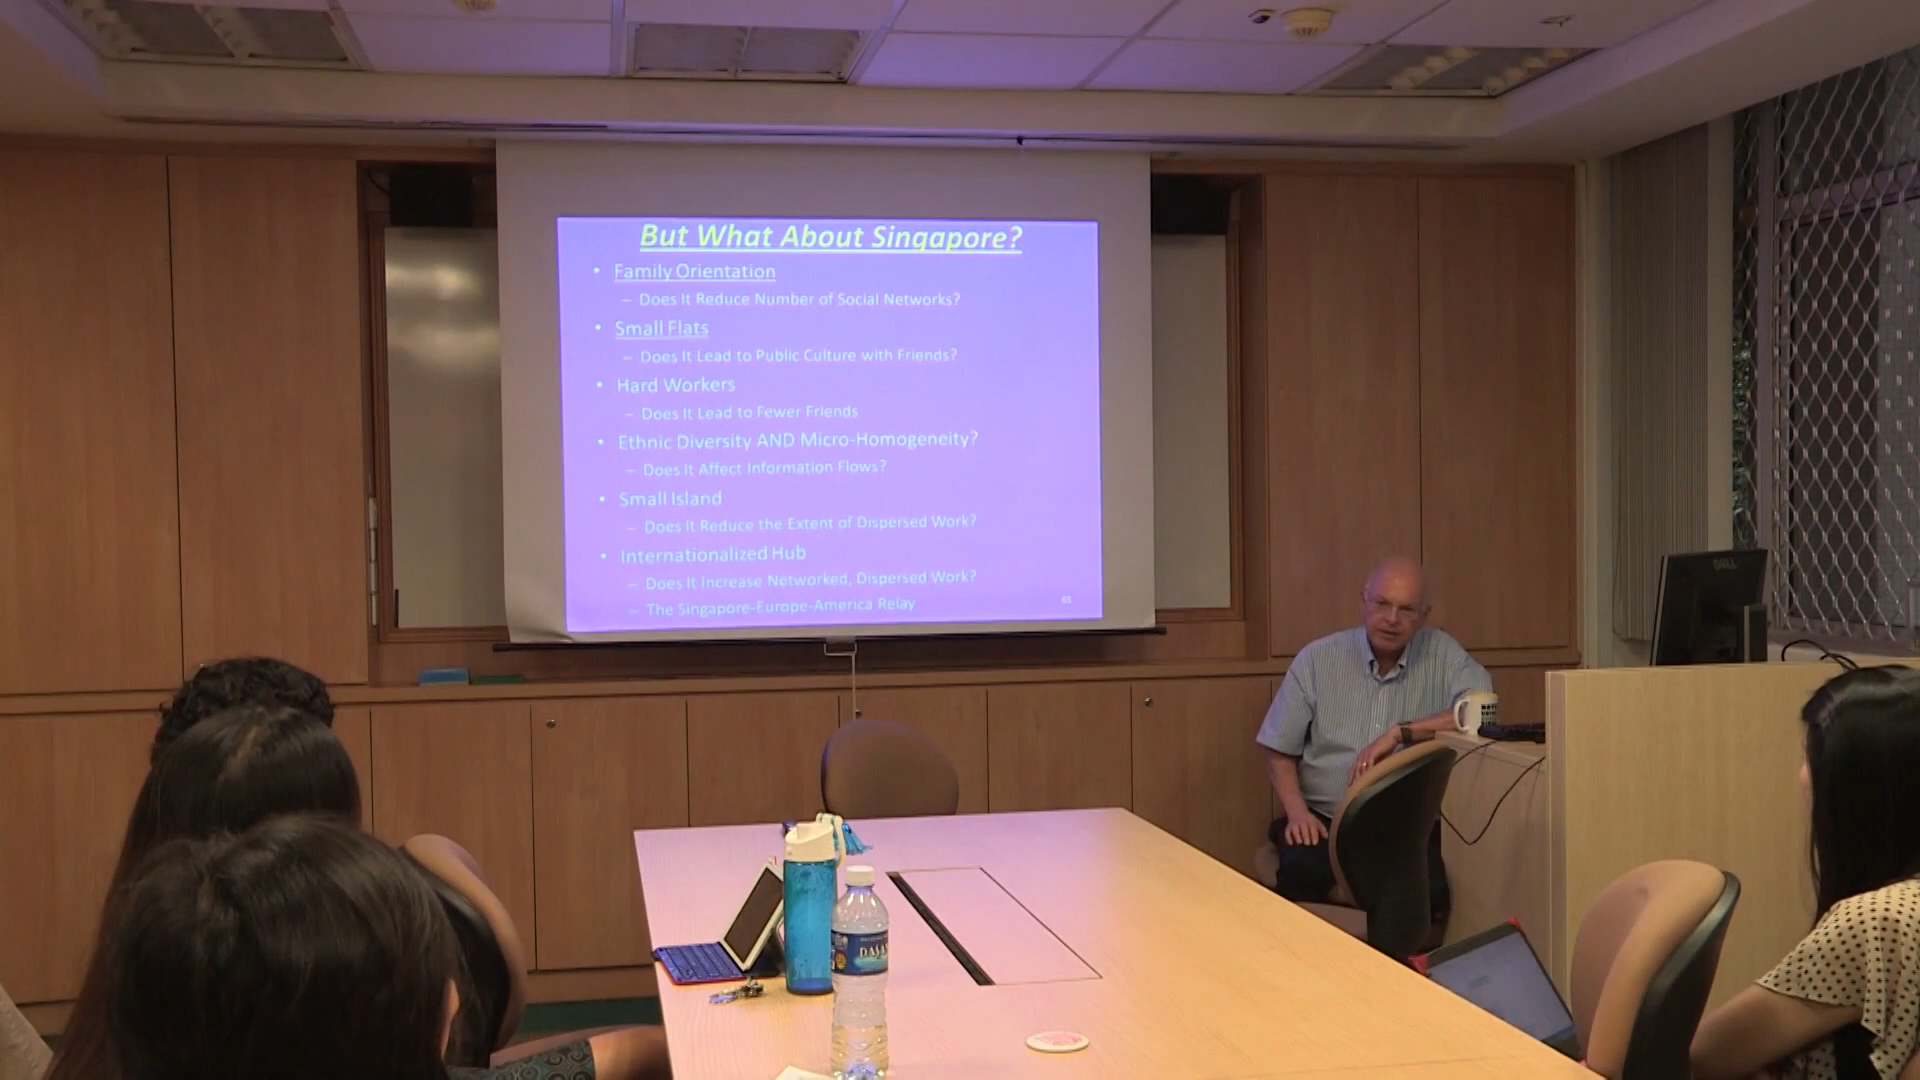 But What About Singapore?
• Family Orientation
– Does It Reduce Number of Social Networks?
• Small Flats
– Does It Lead to Public Culture with Friends?
• Hard Workers
– Does It Lead to Fewer Friends
• Ethnic Diversity AND Micro-Homogeneity?
– Does It Affect Information Flows?
• Small Island
– Does It Reduce the Extent of Dispersed Work?
• Internationalized Hub
– Does It Increase Networked, Dispersed Work?
– The Singapore-Europe-America Relay
65
DELL
DASANI